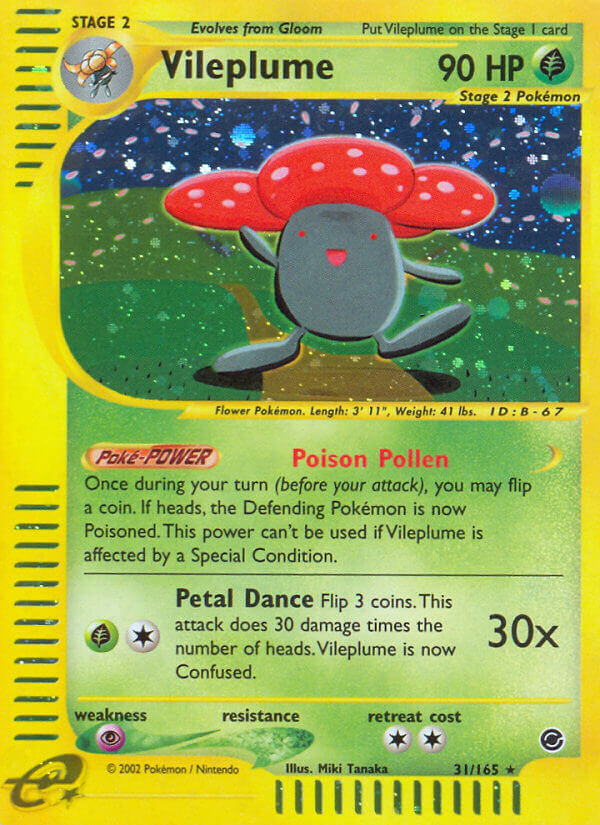 STAGE 2
Evolves from Gloom
Put Vileplume on the Stage 1 card
Vileplume
90 HP
Stage 2 Pokémon
Flower Pokémon. Length: 3' 11", Weight: 41 lbs. ID:B-67
Poké-POWER
Poison Pollen
Once during your turn (before your attack), you may flip
a coin. If heads, the Defending Pokémon is now
Poisoned. This power can't be used if Vileplume is
affected by a Special Condition.
Petal Dance Flip 3 coins. This
attack does 30 damage times the
number of heads. Vileplume is now
Confused.
30x
weakness
resistance
retreat cost
© 2002 Pokémon / Nintendo
Illus. Miki Tanaka
31/165 ★
e